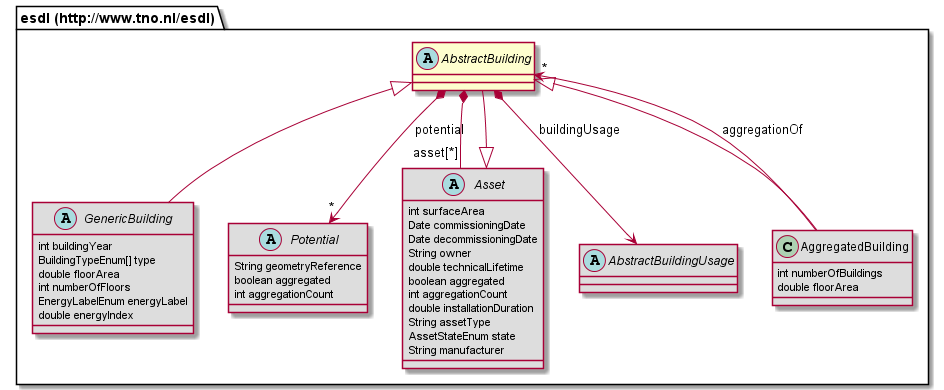 esdl (http://www.tno.nl/esdl)
A AbstractBuilding
*
potential
buildingUsage
aggregationOf
asset[*]
*
A GenericBuilding
int buildingYear
BuildingTypeEnum[] type
double floorArea
int numberOfFloors
EnergyLabelEnum energyLabel
double energyIndex
A Potential
String geometryReference
boolean aggregated
int aggregationCount
A Asset
int surfaceArea
Date commissioningDate
Date decommissioningDate
String owner
double technicalLifetime
boolean aggregated
int aggregationCount
double installationDuration
String assetType
AssetStateEnum state
String manufacturer
A AbstractBuildingUsage
C AggregatedBuilding
int numberOfBuildings
double floorArea